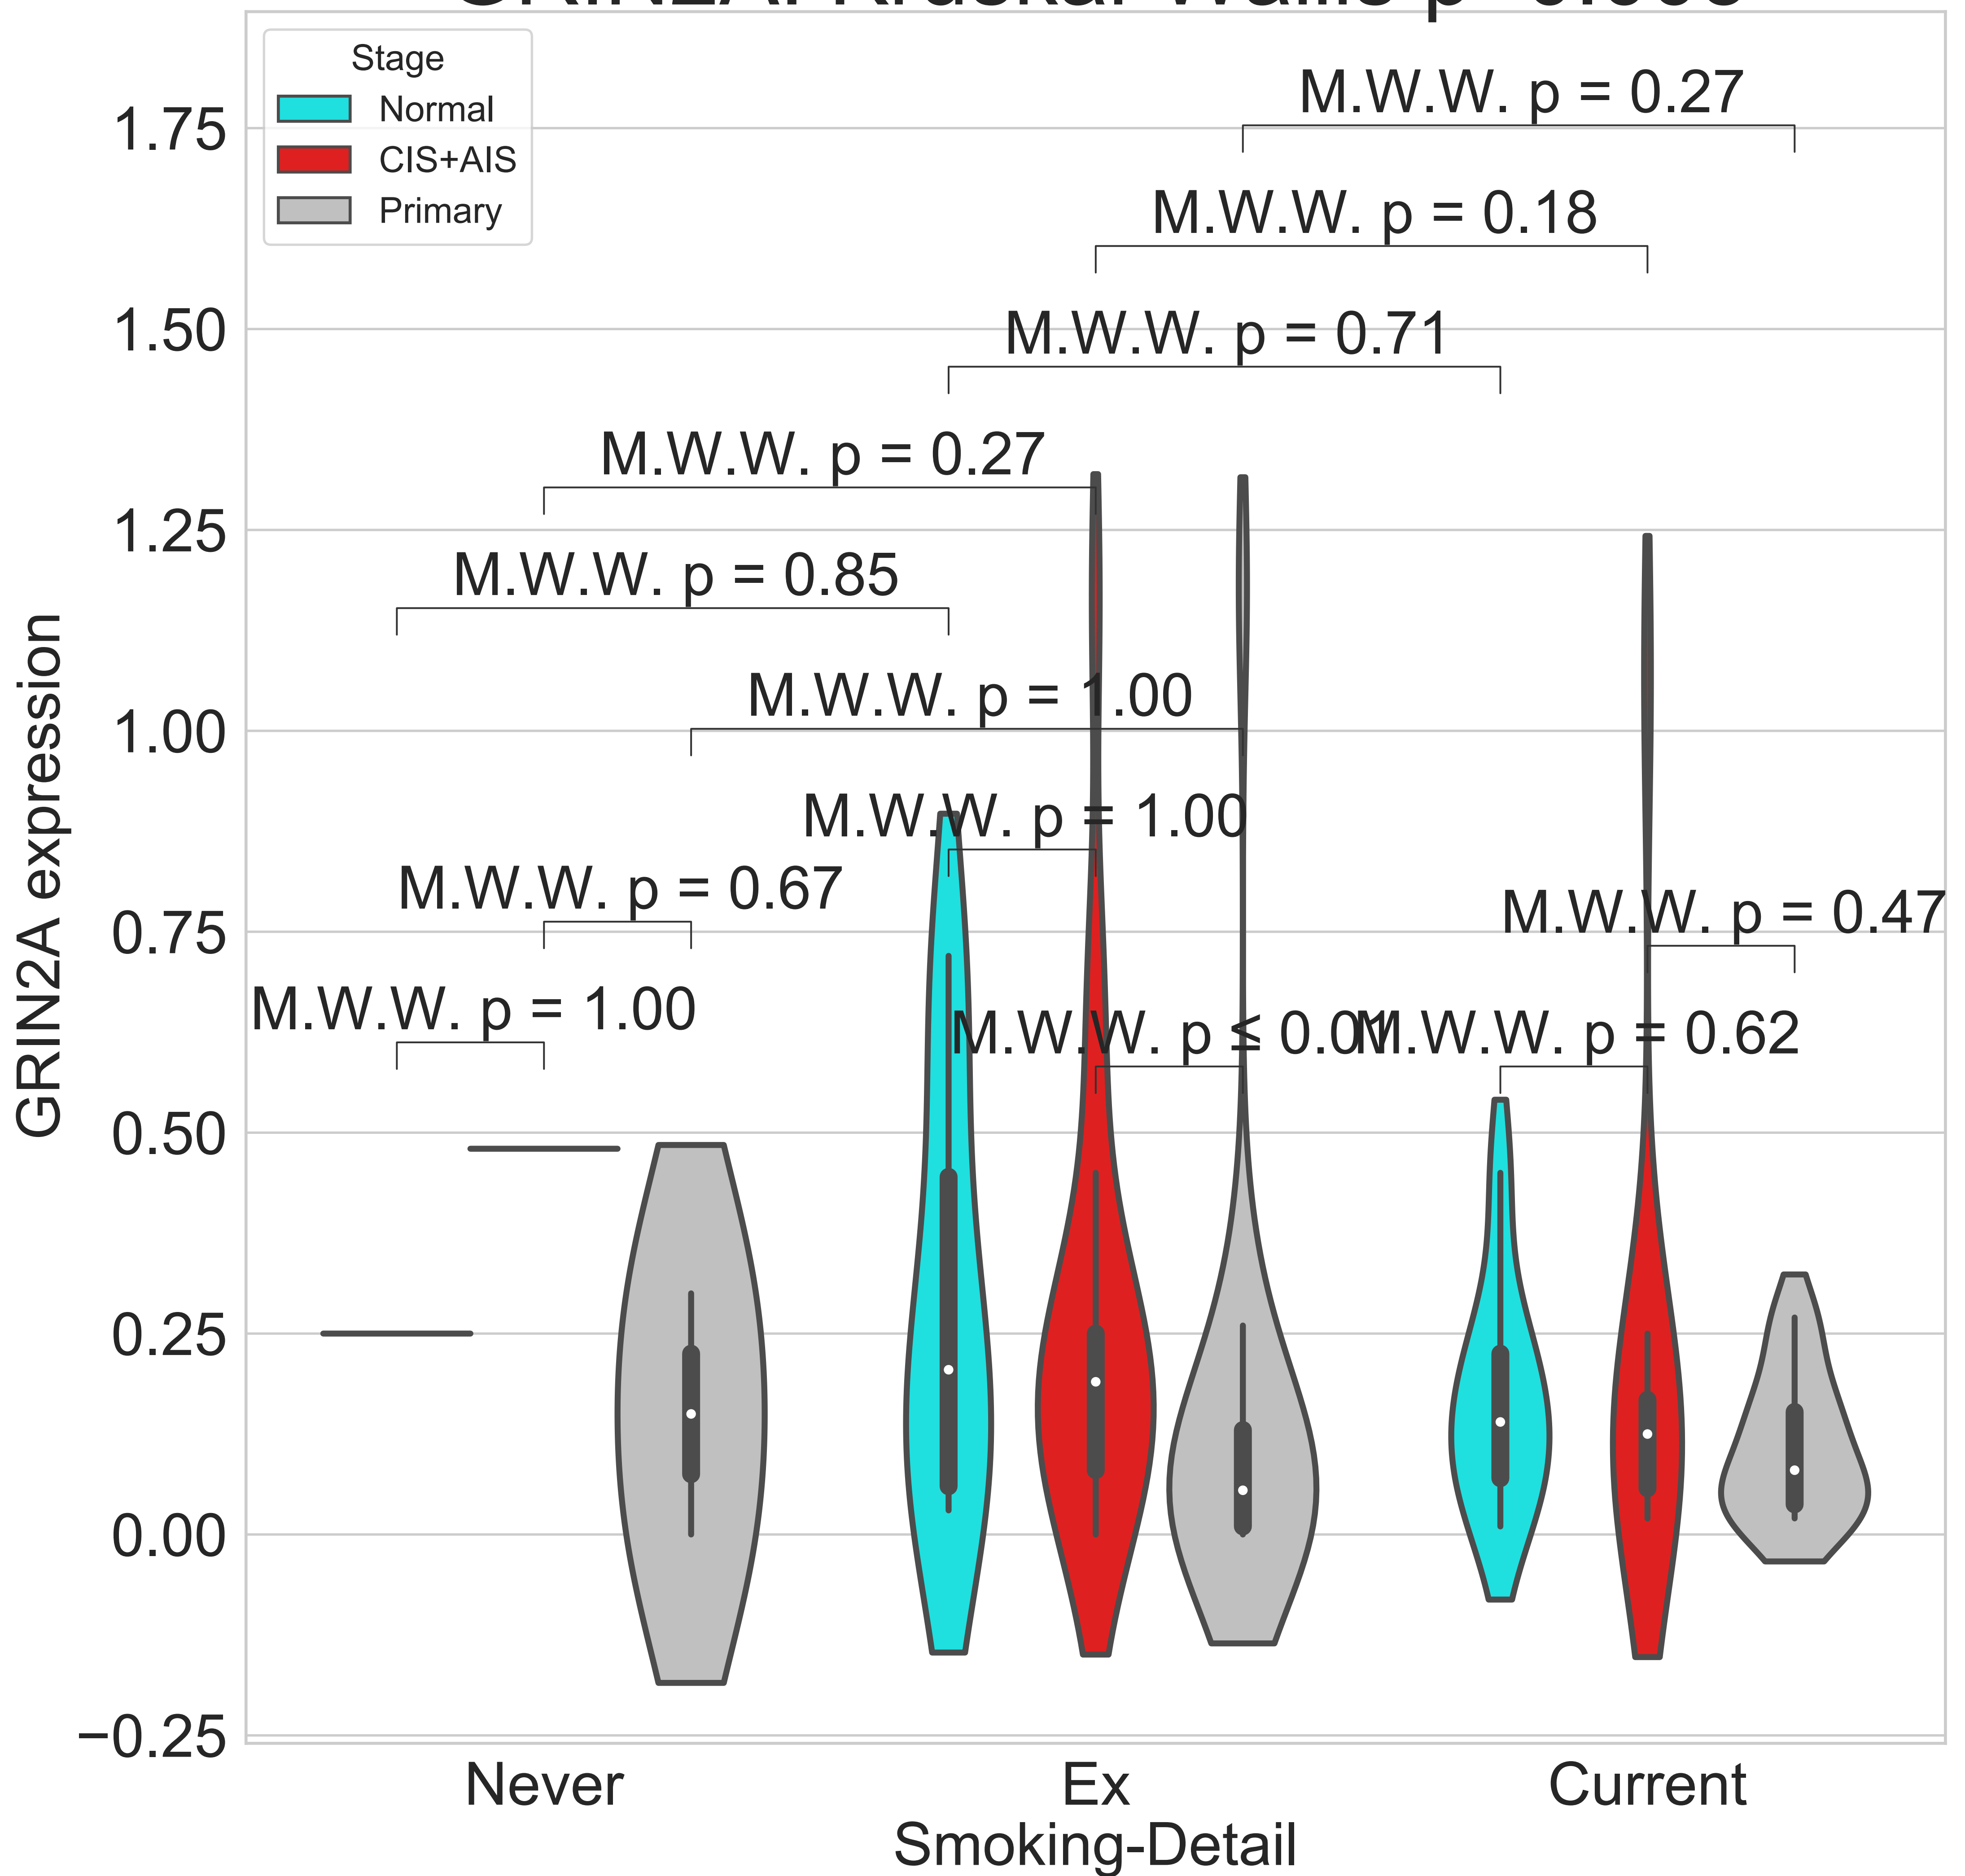 Stage
Normal
CIS+AIS
Primary
M.W.W. p = 0.27
M.W.W. p = 0.18
M.W.W. p = 0.71
M.W.W. p = 0.27
M.W.W. p = 0.85
M.W.W. p = 1.00
M.W.W. p = 1.00
M.W.W. p = 0.67
M.W.W. p = 0.47
M.W.W. p = 1.00
M.W.W. p ≤ 0.01
M.W.W. p = 0.62
1.75
1.50
1.25
1.00
0.75
0.50
0.25
0.00
−0.25
GRIN2A expression
Never
Ex
Current
Smoking-Detail